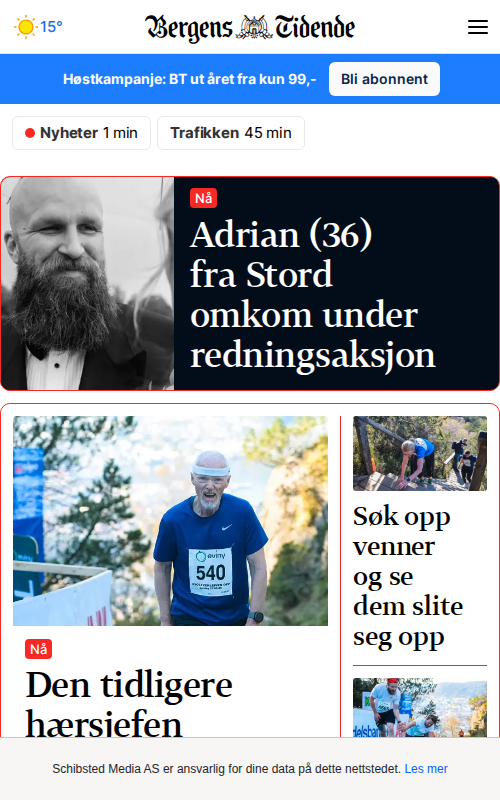 15°
Bergens Tidende
Høstkampanje: BT ut året fra kun 99,-
Bli abonnent
Nyheter 1 min
Trafikken 45 min
Nå
Adrian (36)
fra Stord
omkom under
redningsaksjon
eviny
540
Nå
Den tidligere
hærsjefen
Søk opp
venner
og se
dem slite
seg opp
delsba
Schibsted Media AS er ansvarlig for dine data på dette nettstedet. Les mer